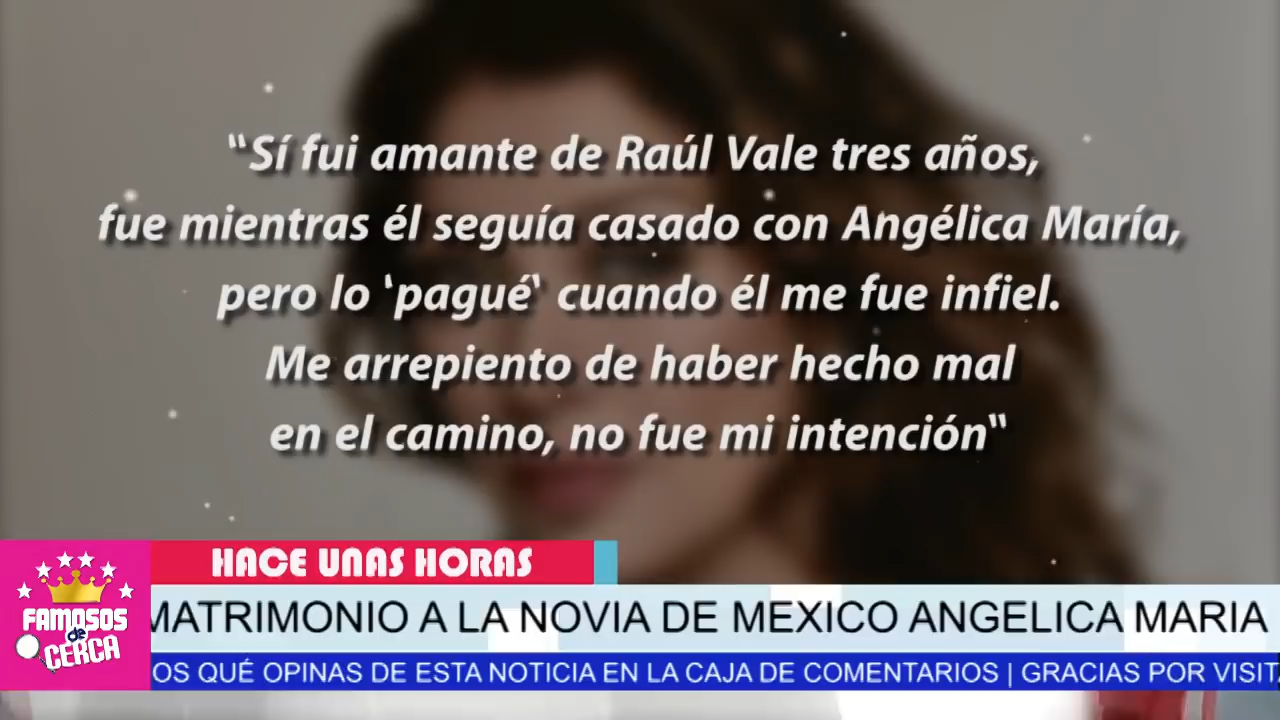 "Sí fui amante de Raúl Vale tres años,
fue mientras él seguía casado con Angélica María,
pero lo 'pagué' cuando él me fue infiel.
Me arrepiento de haber hecho mal
en el camino, no fue mi intención"
HACE UNAS HORAS
FAMOSOS
de
CERCA
MATRIMONIO A LA NOVIA DE MEXICO ANGELICA MARIA
OS QUÉ OPINAS DE ESTA NOTICIA EN LA CAJA DE COMENTARIOS | GRACIAS POR VISITA